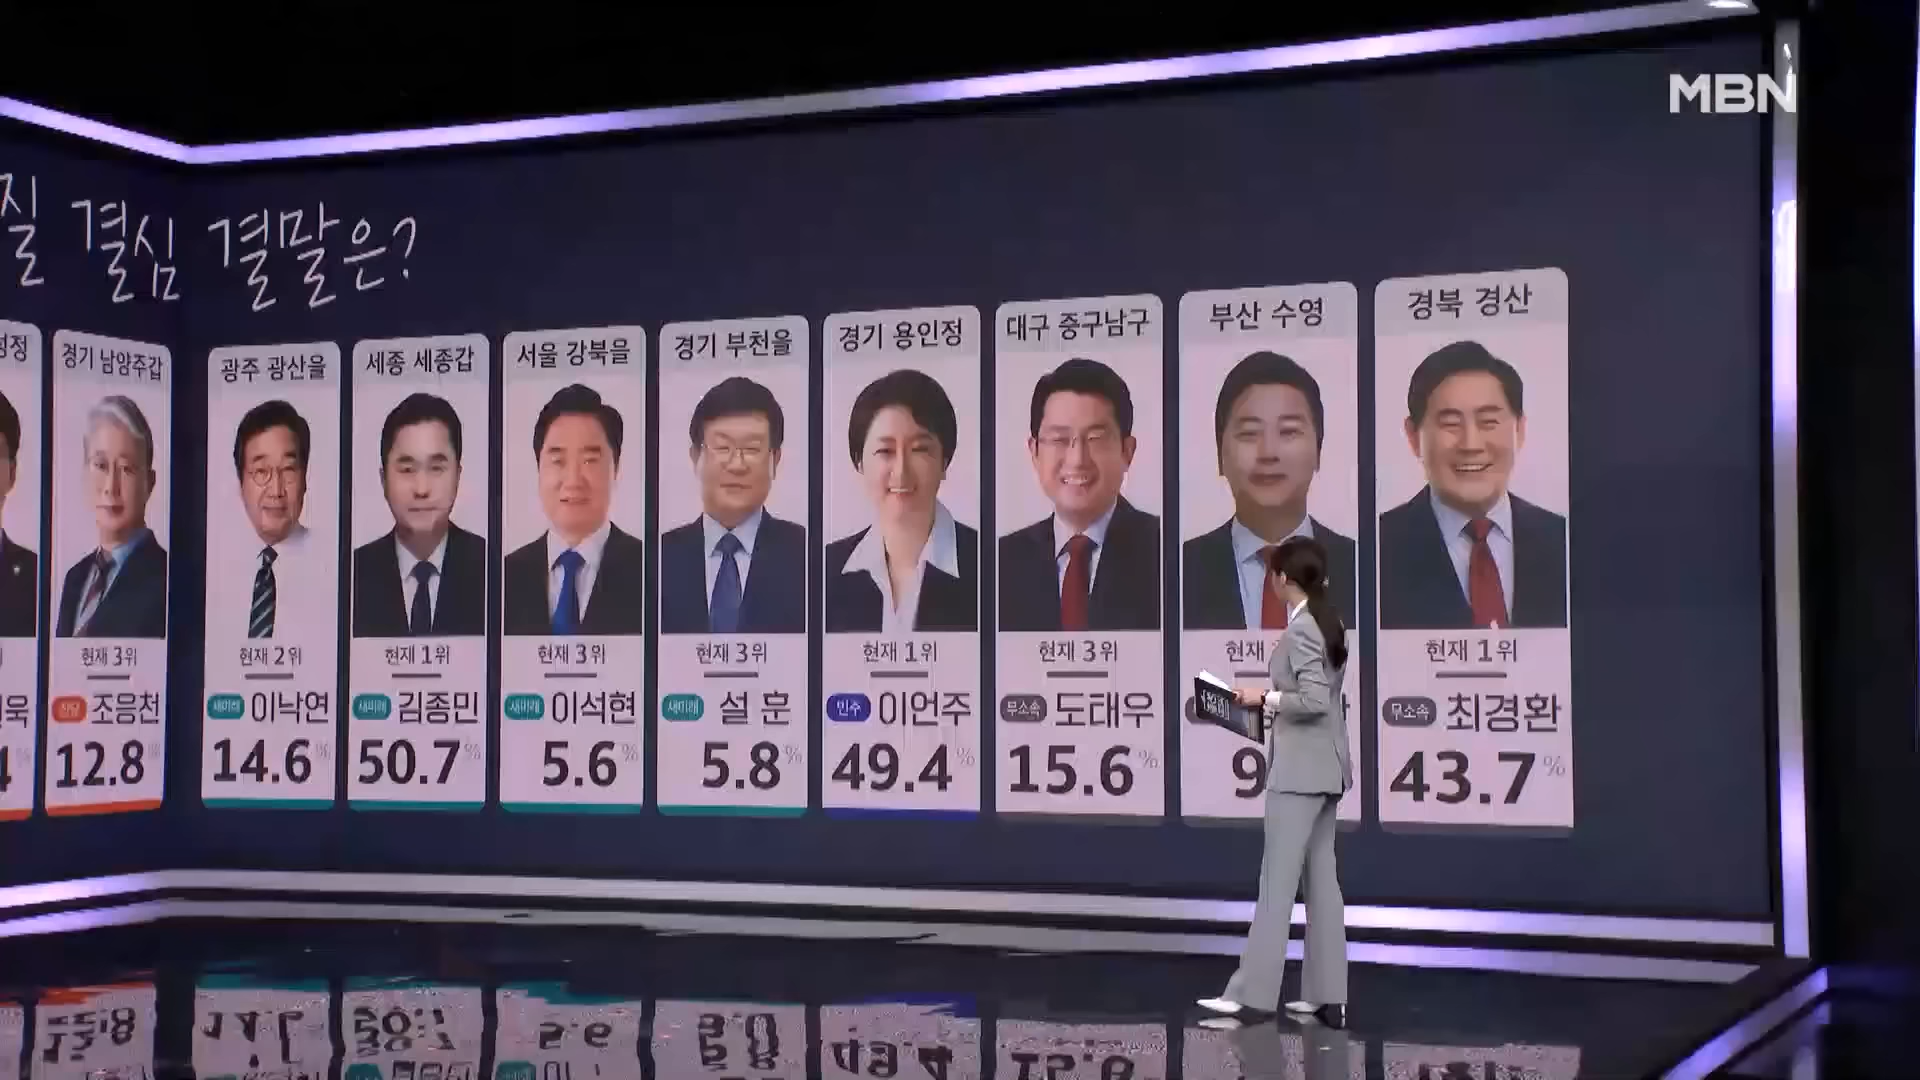 MBN
질 결심 결말은?
경기 남양주갑
현재 3위
조응천
12.8%
광주 광산을
현재 2위
새미래 이낙연
14.6%
세종 세종갑
현재 1위
새미래 김종민
50.7%
서울 강북을
현재 3위
새미래 이석현
5.6%
경기 부천을
현재 3위
새미래 설 훈
5.8%
경기 용인정
현재 1위
민주 이언주
49.4%
대구 중구남구
현재 3위
무소속 도태우
15.6%
부산 수영
현재
9
경북 경산
현재 1위
무소속 최경환
43.7%